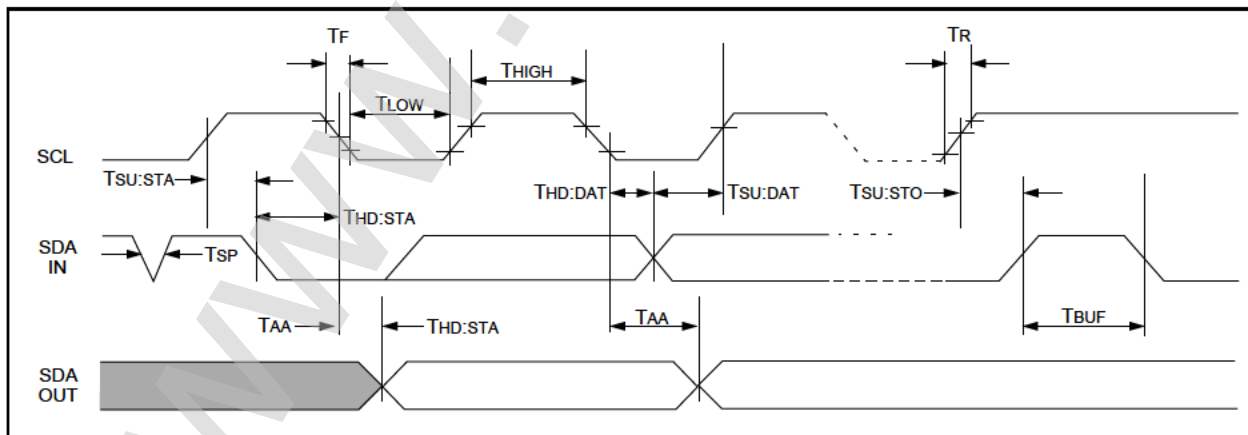 TF
TR
THIGH
TLOW
SCL
TSU:STA
THD:DAT
TSU:DAT
TSU:STO
THD:STA
SDA
IN
TSP
TAA
THD:STA
TAA
TBUF
SDA
OUT
www.